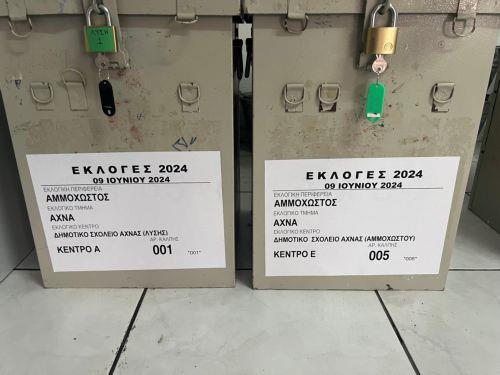 ΛΥΣΗ
1
ΕΚΛΟΓΕΣ 2024
09 ΙΟΥΝΙΟΥ 2024
ΕΚΛΟΓΙΚΗ ΠΕΡΙΦΕΡΕΙΑ
ΑΜΜΟΧΩΣΤΟΣ
ΕΚΛΟΓΙΚΟ ΤΜΗΜΑ
ΑΧΝΑ
ΕΚΛΟΓΙΚΟ ΚΕΝΤΡΟ
ΔΗΜΟΤΙΚΟ ΣΧΟΛΕΙΟ ΑΧΝΑΣ (ΛΥΣΗΣ)
ΑΡ. ΚΑΛΠΗΣ
ΚΕΝΤΡΟ Α 001 "001"
ΕΚΛΟΓΕΣ 2024
09 ΙΟΥΝΙΟΥ 2024
ΕΚΛΟΓΙΚΗ ΠΕΡΙΦΕΡΕΙΑ
ΑΜΜΟΧΩΣΤΟΣ
ΕΚΛΟΓΙΚΟ ΤΜΗΜΑ
ΑΧΝΑ
ΕΚΛΟΓΙΚΟ ΚΕΝΤΡΟ
ΔΗΜΟΤΙΚΟ ΣΧΟΛΕΙΟ ΑΧΝΑΣ (ΑΜΜΟΧΩΣΤΟΥ)
ΑΡ. ΚΑΛΠΗΣ
ΚΕΝΤΡΟ Ε 005 "005"